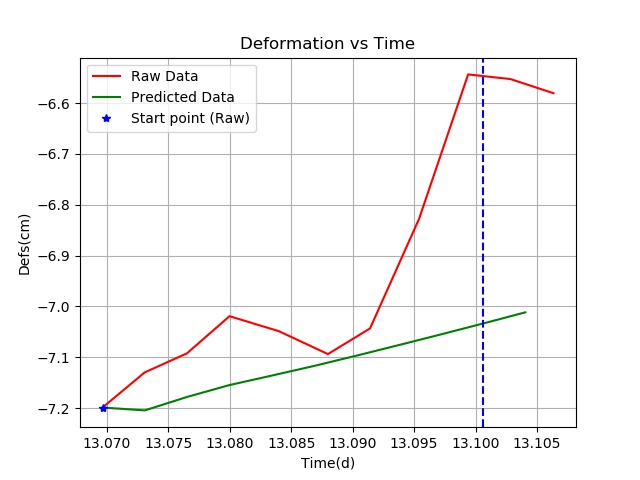 Deformation vs Time
Raw Data
Predicted Data
Start point (Raw)
Defs(cm)
−6.6
−6.7
−6.8
−6.9
−7.0
−7.1
−7.2
13.070 13.075 13.080 13.085 13.090 13.095 13.100 13.105
Time(d)